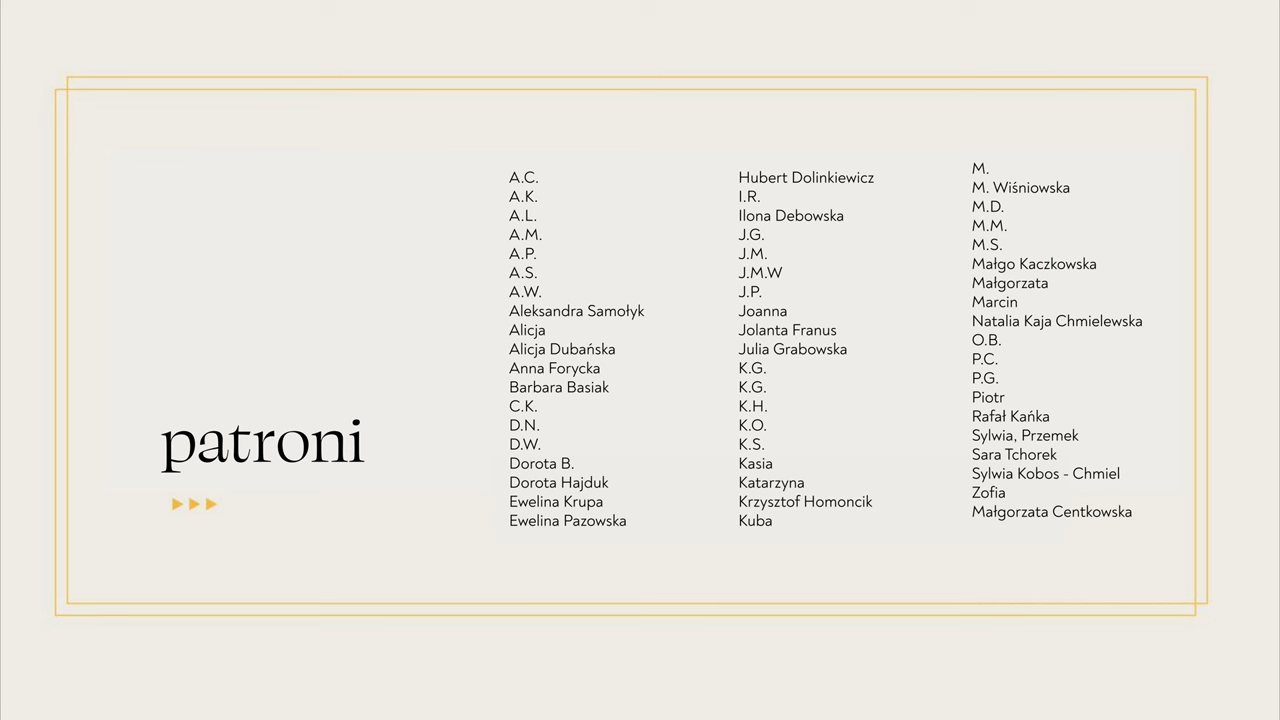 patroni
A.C.
A.K.
A.L.
A.M.
A.P.
A.S.
A.W.
Aleksandra Samołyk
Alicja
Alicja Dubańska
Anna Forycka
Barbara Basiak
C.K.
D.N.
D.W.
Dorota B.
Dorota Hajduk
Ewelina Krupa
Ewelina Pazowska
Hubert Dolinkiewicz
I.R.
Ilona Debowska
J.G.
J.M.
J.M.W
J.P.
Joanna
Jolanta Franus
Julia Grabowska
K.G.
K.G.
K.H.
K.O.
K.S.
Kasia
Katarzyna
Krzysztof Homoncik
Kuba
M.
M. Wiśniowska
M.D.
M.M.
M.S.
Małgo Kaczkowska
Małgorzata
Marcin
Natalia Kaja Chmielewska
O.B.
P.C.
P.G.
Piotr
Rafał Kańka
Sylwia, Przemek
Sara Tchorek
Sylwia Kobos - Chmiel
Zofia
Małgorzata Centkowska